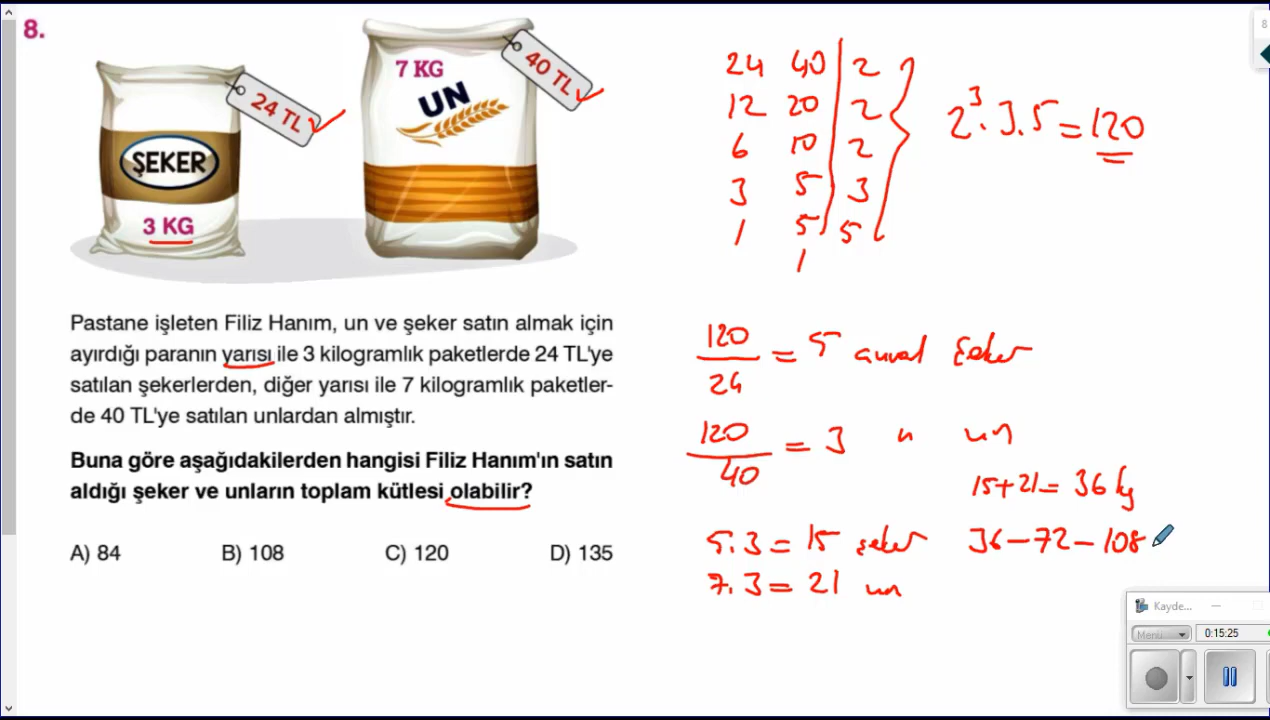 8.
24 TL
ŞEKER
3 KG
7 KG
UN
40 TL
Pastane işleten Filiz Hanım, un ve şeker satın almak için
ayırdığı paranın yarısı ile 3 kilogramlık paketlerde 24 TL'ye
satılan şekerlerden, diğer yarısı ile 7 kilogramlık paketler-
de 40 TL'ye satılan unlardan almıştır.
Buna göre aşağıdakilerden hangisi Filiz Hanım'ın satın
aldığı şeker ve unların toplam kütlesi olabilir?
A) 84 B) 108 C) 120 D) 135
24 40 | 2
12 20 | 2
6 10 | 2
3 5 | 3
1 5 | 5
1
2³.3.5 = 120
120/24 = 5 çuval şeker
120/40 = 3 " un
15+21 = 36 kg
5.3 = 15 şeker
7.3 = 21 un
36-72-108
Kayde...
Menü
0:15:25
8